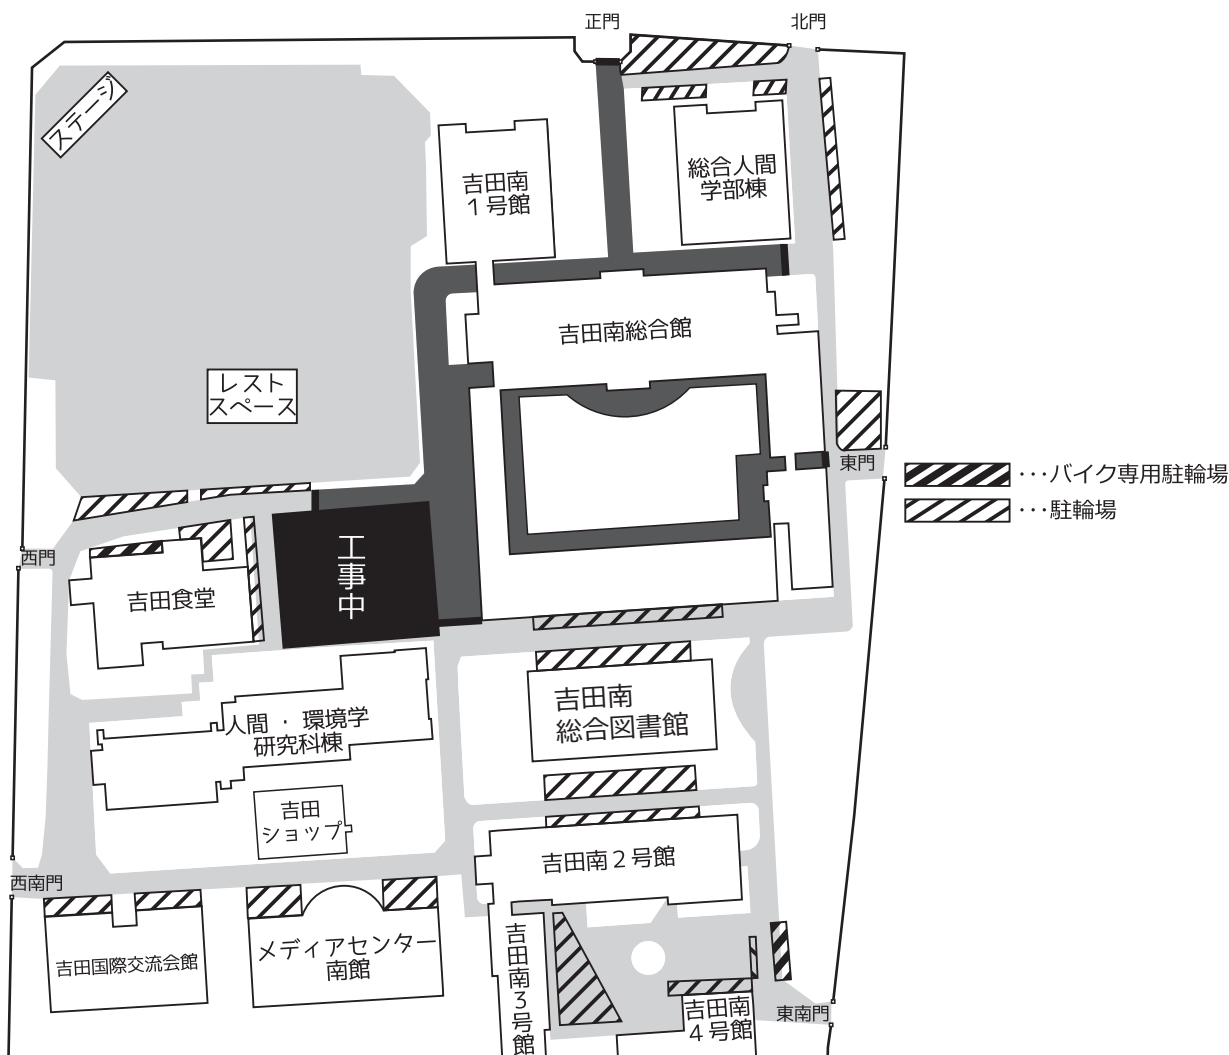 正門
北門
ステージ
吉田南
1号館
総合人間
学部棟
吉田南総合館
レスト
スペース
東門
･･･バイク専用駐輪場
･･･駐輪場
西門
工事中
吉田食堂
吉田南
総合図書館
人間・環境学
研究科棟
吉田
ショップ
吉田南2号館
西南門
吉田国際交流会館
メディアセンター
南館
吉田南3号館
吉田南
4号館
東南門